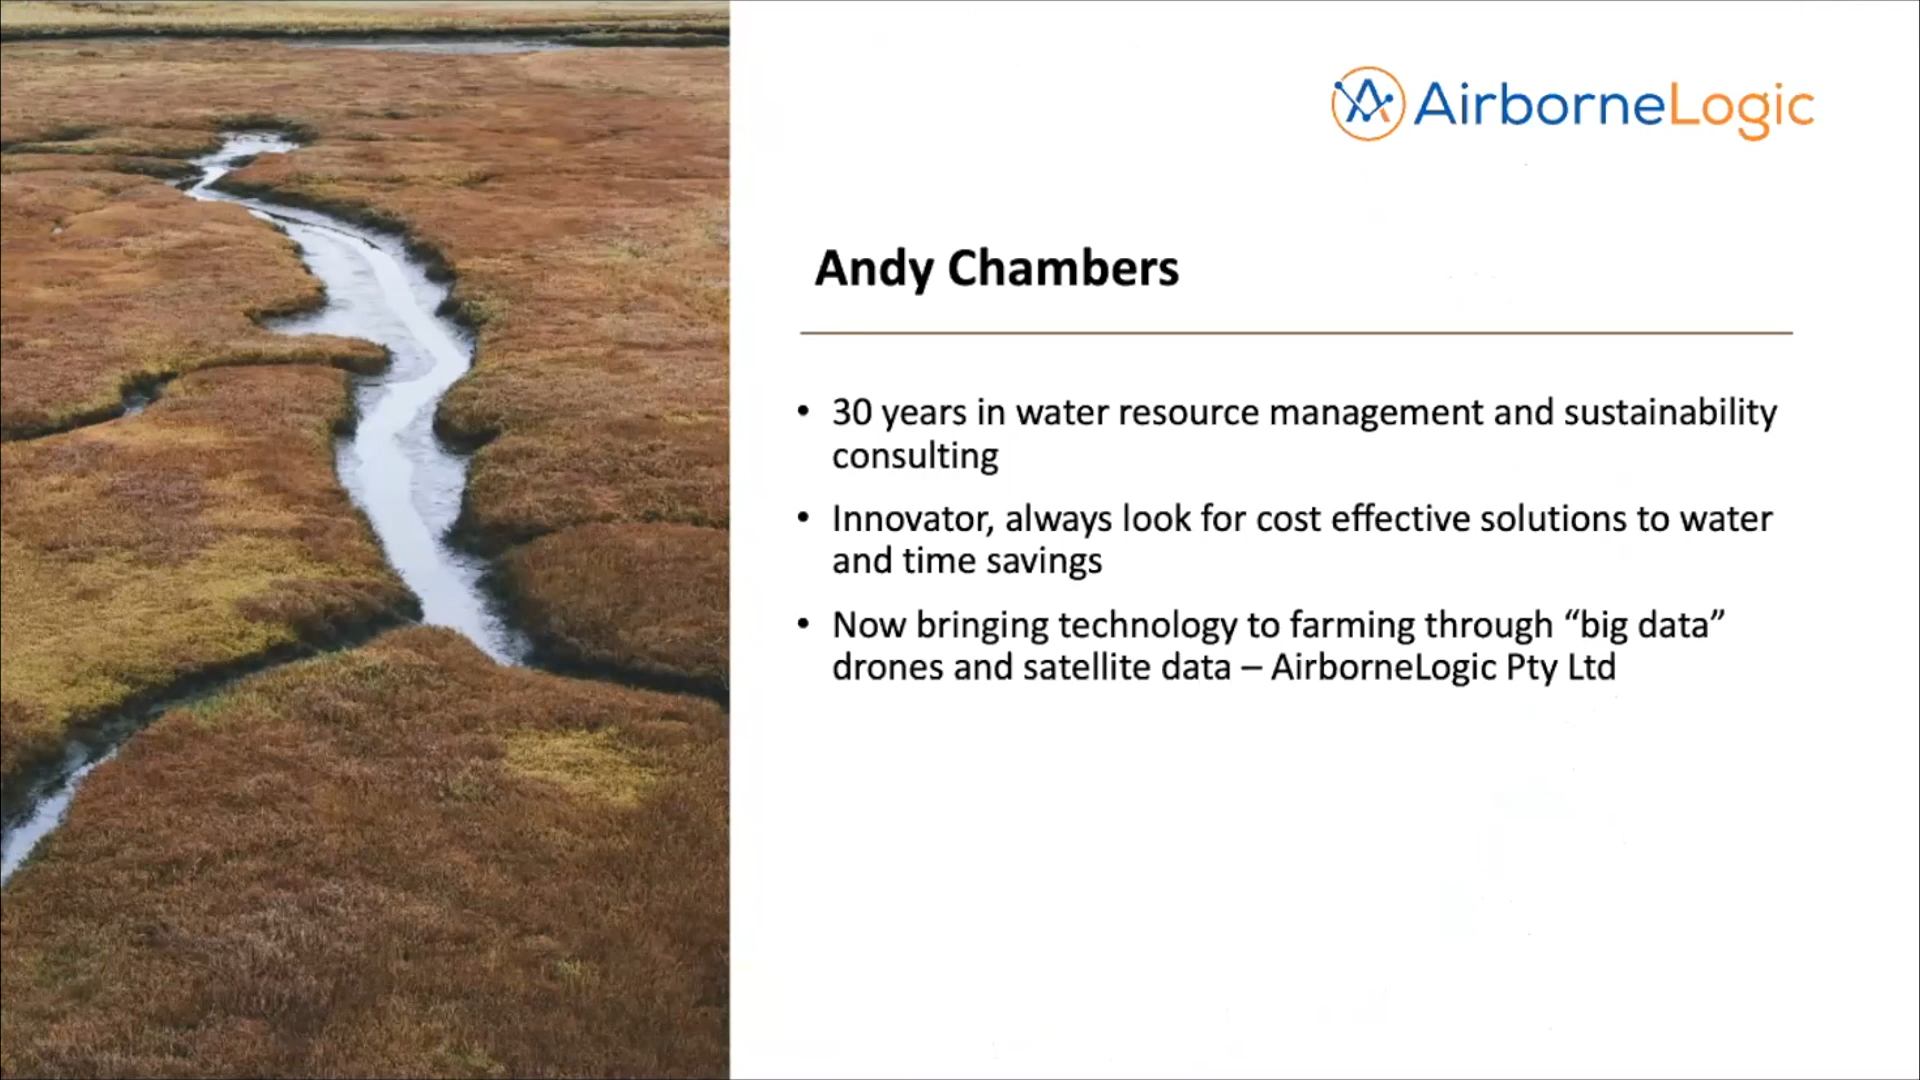 AirborneLogic
Andy Chambers
• 30 years in water resource management and sustainability
consulting
• Innovator, always look for cost effective solutions to water
and time savings
• Now bringing technology to farming through “big data”
drones and satellite data – AirborneLogic Pty Ltd